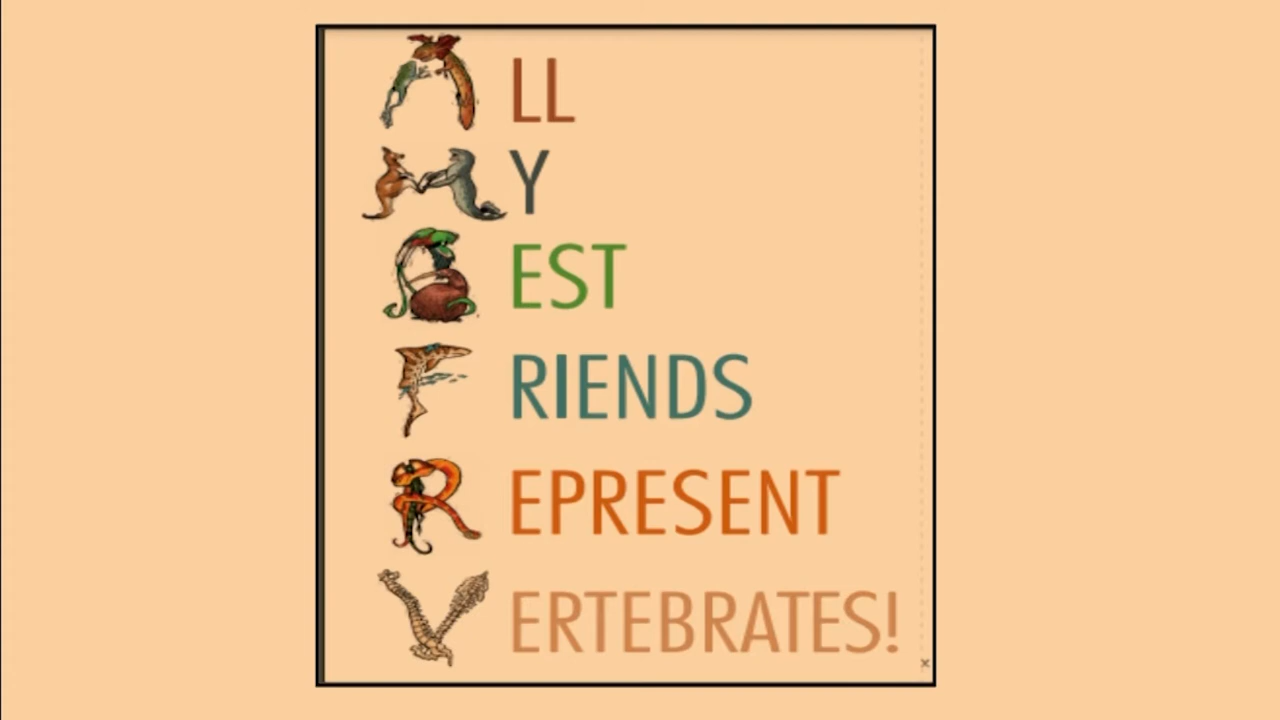 ALL
MY
BEST
FRIENDS
REPRESENT
VERTEBRATES!
x